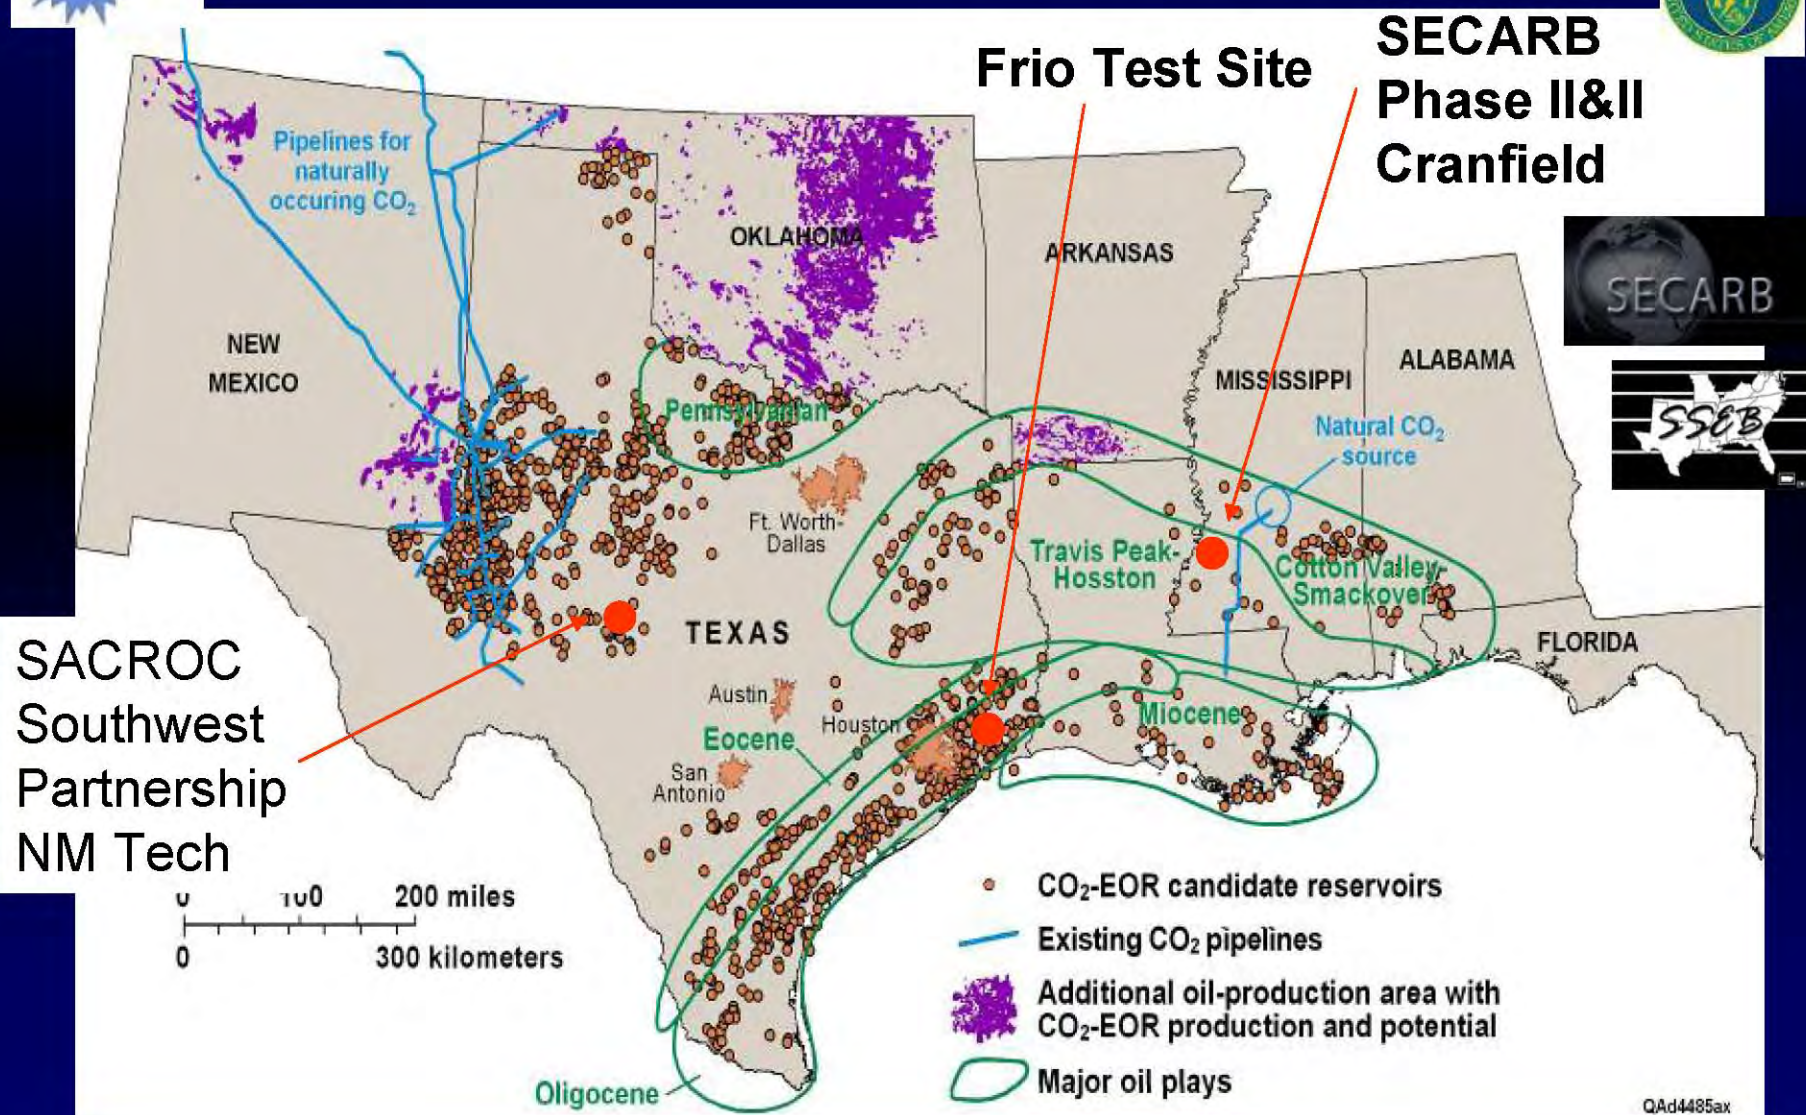 Frio Test Site
SECARB
Phase II&II
Cranfield
Pipelines for
naturally
occuring CO₂
OKLAHOMA
ARKANSAS
SECARB
NEW
MEXICO
MISSISSIPPI
ALABAMA
SSEB
Pennsylvanian
Natural CO₂
source
Ft. Worth-
Dallas
Travis Peak-
Hosston
Cotton Valley-
Smackover
TEXAS
FLORIDA
SACROC
Southwest
Partnership
NM Tech
Austin
Houston
Miocene
Eocene
San
Antonio
0 100 200 miles
0 300 kilometers
CO₂-EOR candidate reservoirs
Existing CO₂ pipelines
Additional oil-production area with
CO₂-EOR production and potential
Major oil plays
Oligocene
QAd4485ax